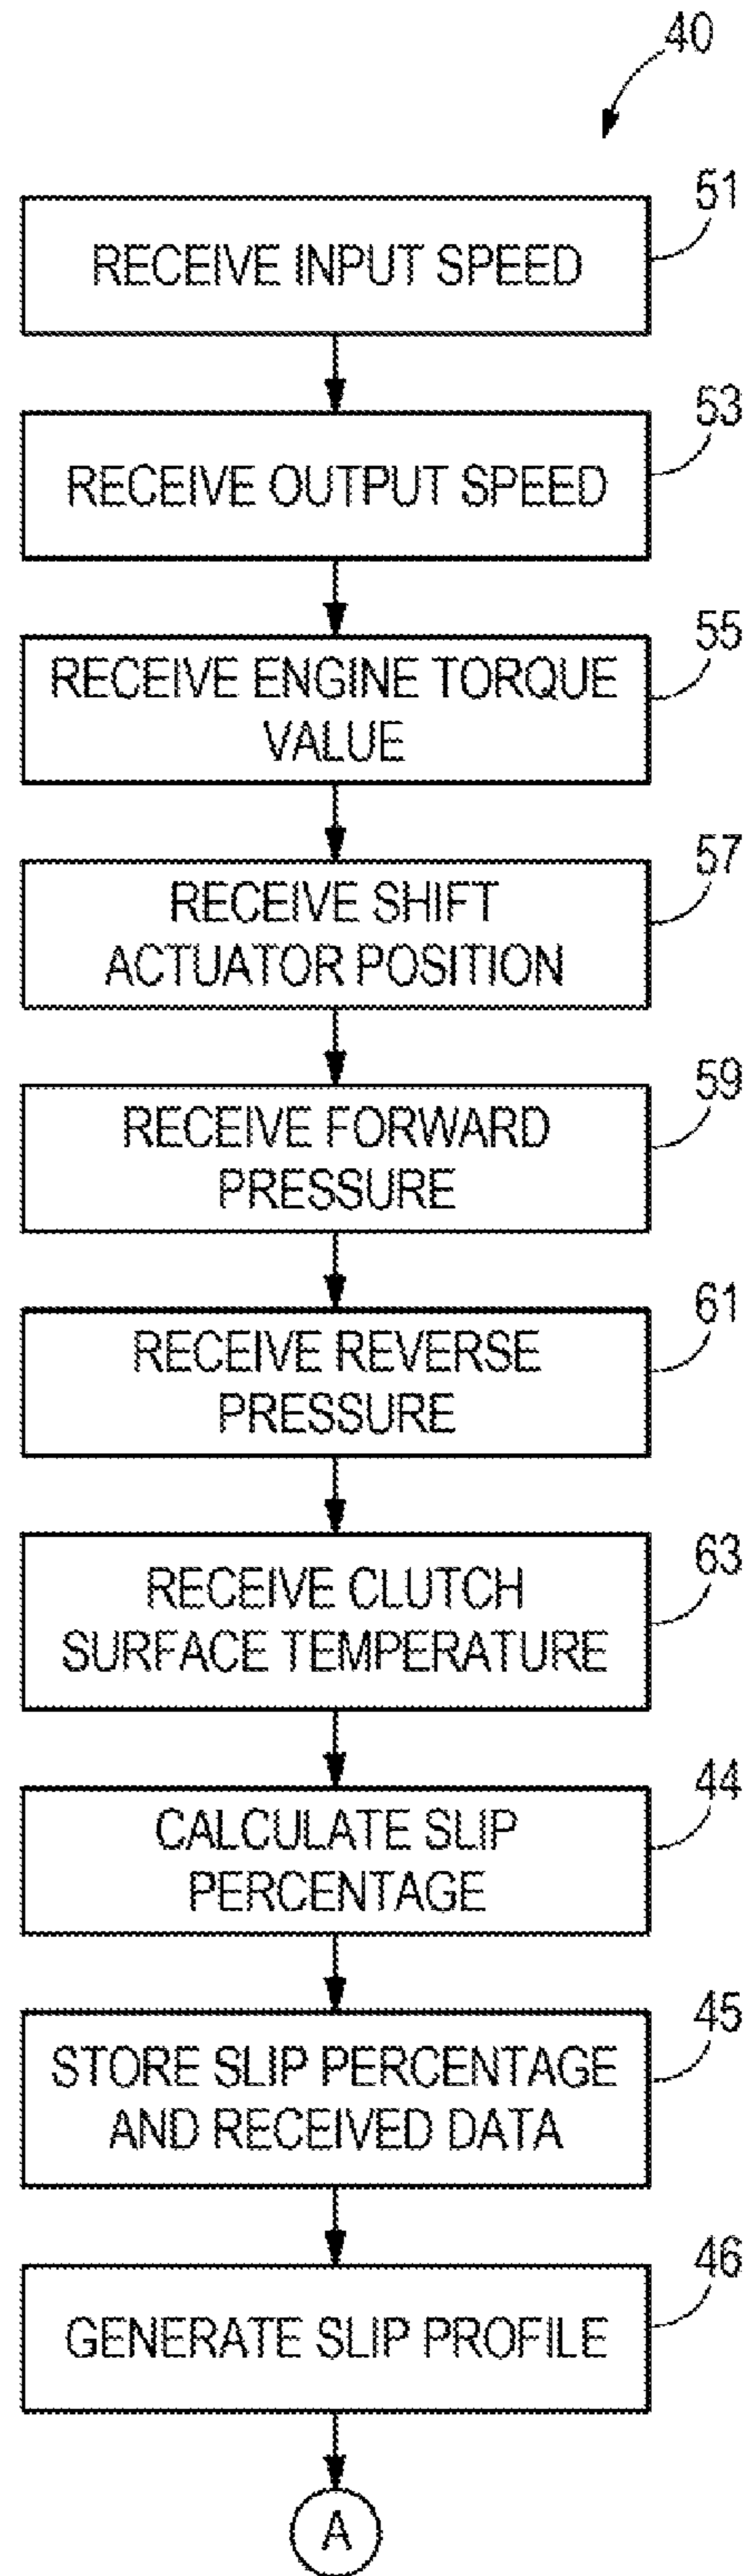 40
51
RECEIVE INPUT SPEED
53
RECEIVE OUTPUT SPEED
55
RECEIVE ENGINE TORQUE
VALUE
57
RECEIVE SHIFT
ACTUATOR POSITION
59
RECEIVE FORWARD
PRESSURE
61
RECEIVE REVERSE
PRESSURE
63
RECEIVE CLUTCH
SURFACE TEMPERATURE
44
CALCULATE SLIP
PERCENTAGE
45
STORE SLIP PERCENTAGE
AND RECEIVED DATA
46
GENERATE SLIP PROFILE
A